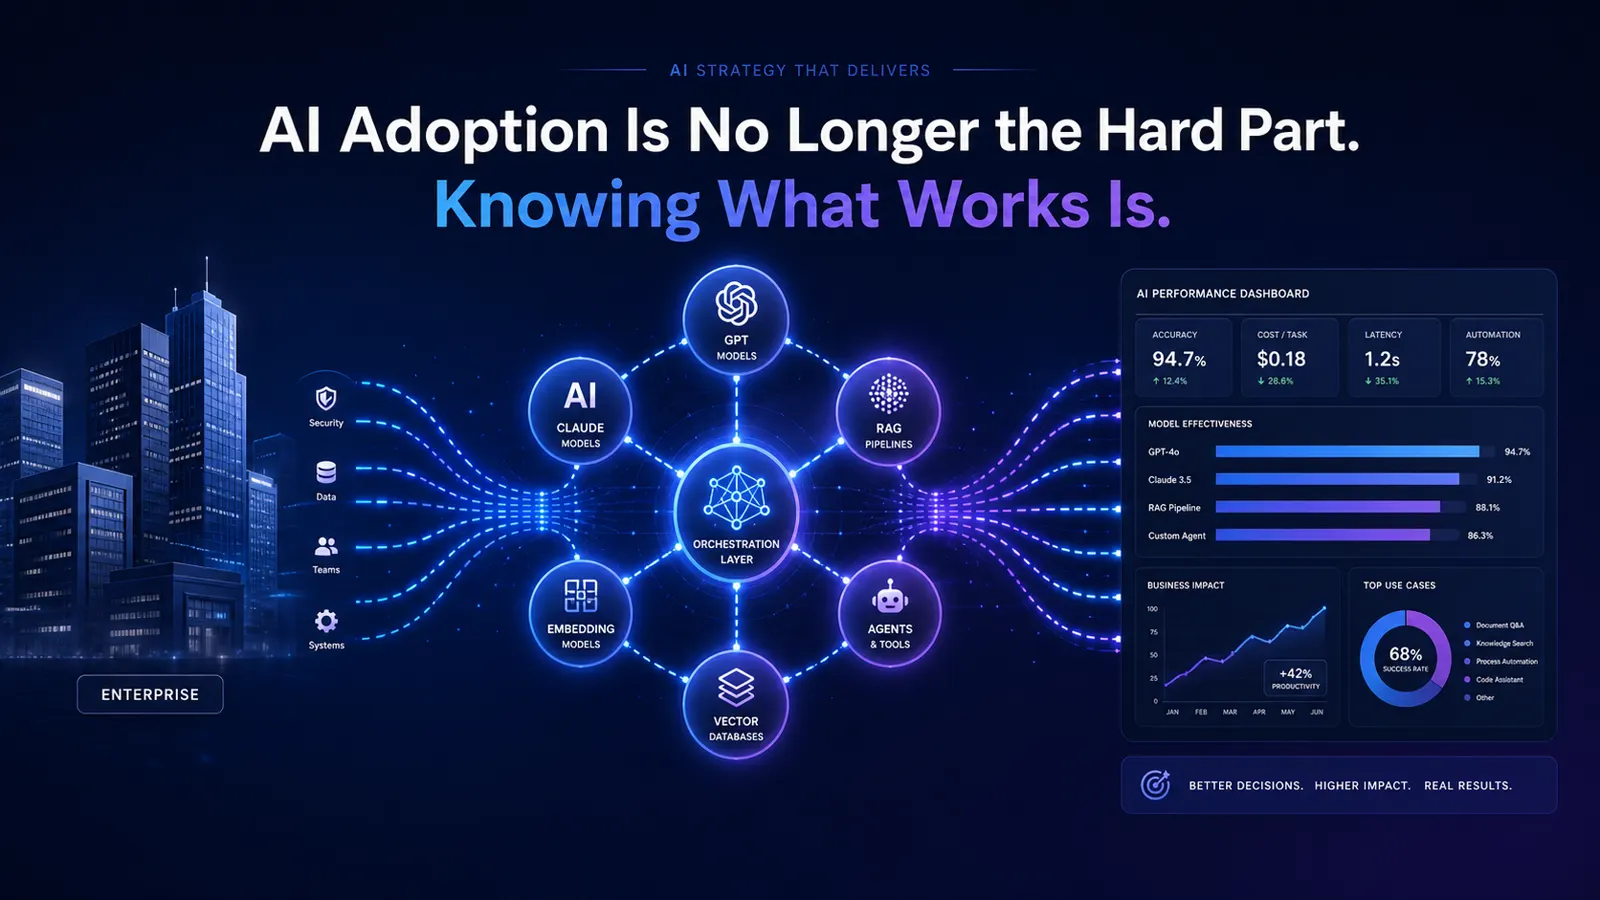 AI STRATEGY THAT DELIVERS
AI Adoption Is No Longer the Hard Part.
Knowing What Works Is.
Security
Data
Teams
Systems
ENTERPRISE
GPT
MODELS
AI
CLAUDE
MODELS
RAG
PIPELINES
ORCHESTRATION
LAYER
EMBEDDING
MODELS
AGENTS
& TOOLS
VECTOR
DATABASES
AI PERFORMANCE DASHBOARD
ACCURACY
94.7%
↑ 12.4%
COST / TASK
$0.18
↓ 28.6%
LATENCY
1.2s
↓ 35.1%
AUTOMATION
78%
↑ 15.3%
MODEL EFFECTIVENESS
GPT-4o 94.7%
Claude 3.5 91.2%
RAG Pipeline 88.1%
Custom Agent 86.3%
BUSINESS IMPACT
100
75
50
25
0
JAN FEB MAR APR MAY JUN
+42%
PRODUCTIVITY
TOP USE CASES
68%
SUCCESS RATE
Document Q&A
Knowledge Search
Process Automation
Code Assistant
Other
BETTER DECISIONS. HIGHER IMPACT. REAL RESULTS.